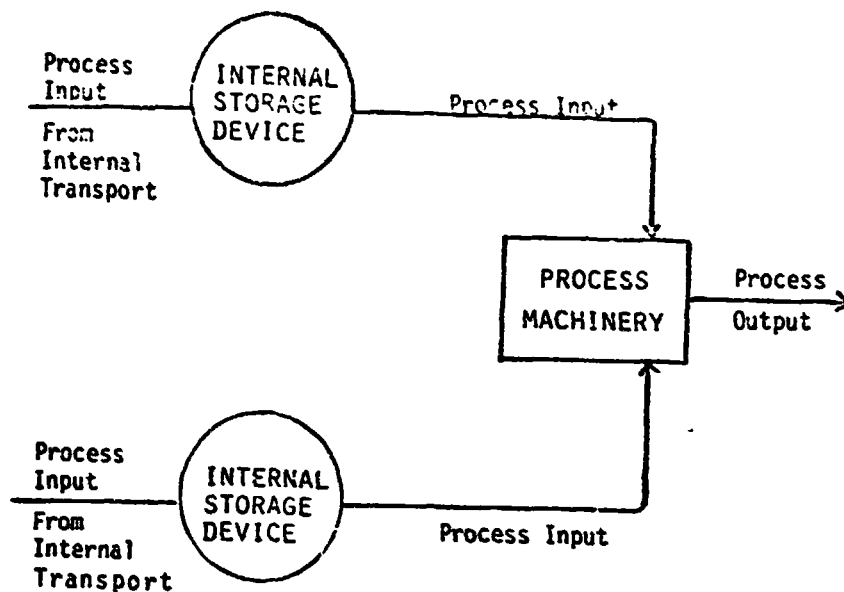 Process
Input
From
Internal
Transport
INTERNAL
STORAGE
DEVICE
Process Input
PROCESS
MACHINERY
Process
Output
Process
Input
From
Internal
Transport
INTERNAL
STORAGE
DEVICE
Process Input